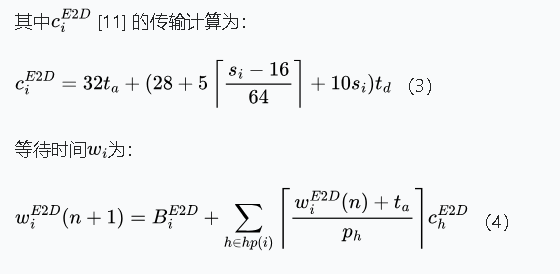 其中$c_i^{E2D}$ [11] 的传输计算为：
$c_i^{E2D} = 32t_a + (28 + 5\left\lceil \frac{s_i - 16}{64} \right\rceil + 10s_i)t_d$ (3)
等待时间$w_i$为：
$w_i^{E2D}(n+1) = B_i^{E2D} + \sum_{h \in hp(i)} \left\lceil \frac{w_i^{E2D}(n) + t_a}{p_h} \right\rceil c_h^{E2D}$ (4)